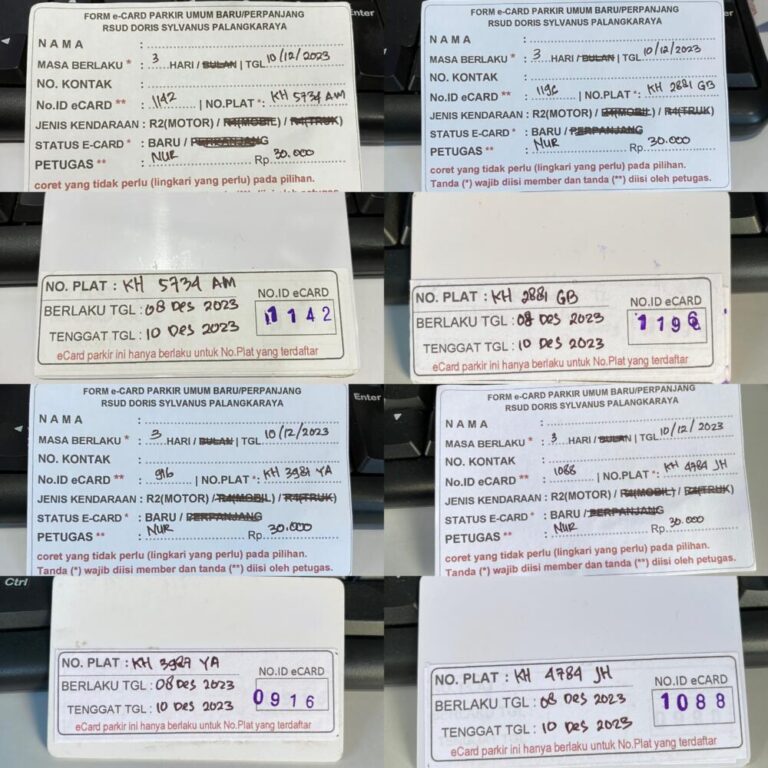 FORM e-CARD PARKIR UMUM BARU/PERPANJANG
RSUD DORIS SYLVANUS PALANGKARAYA
NAMA :
MASA BERLAKU * : 3 HARI / BULAN | TGL 10/12/2023
NO. KONTAK :
No.ID eCARD ** : 1142 | NO.PLAT *: KH 5734 AM
JENIS KENDARAAN : R2(MOTOR) / R4(MOBIL) / R4(TRUK)
STATUS E-CARD * : BARU / PERPANJANG
PETUGAS ** : NUR Rp. 30.000
coret yang tidak perlu (lingkari yang perlu) pada pilihan.
Enter
FORM e-CARD PARKIR UMUM BARU/PERPANJANG
RSUD DORIS SYLVANUS PALANGKARAYA
NAMA :
MASA BERLAKU * : 3 HARI / BULAN | TGL 10/12/2023
NO. KONTAK :
No.ID eCARD ** : 1196 | NO.PLAT *: KH 2881 GB
JENIS KENDARAAN : R2(MOTOR) / R4(MOBIL) / R4(TRUK)
STATUS E-CARD * : BARU / PERPANJANG
PETUGAS ** : NUR Rp. 30.000
coret yang tidak perlu (lingkari yang perlu) pada pilihan.
Tanda (*) wajib diisi member dan tanda (**) diisi oleh petugas.
NO. PLAT : KH 5734 AM
BERLAKU TGL : 08 Des 2023
TENGGAT TGL : 10 Des 2023
NO.ID eCARD
1142
eCard parkir ini hanya berlaku untuk No.Plat yang terdaftar
NO. PLAT : KH 2881 GB
BERLAKU TGL : 08 Des 2023
TENGGAT TGL : 10 Des 2023
NO.ID eCARD
1196
eCard parkir ini hanya berlaku untuk No.Plat yang terdaftar
FORM e-CARD PARKIR UMUM BARU/PERPANJANG
RSUD DORIS SYLVANUS PALANGKARAYA
NAMA :
MASA BERLAKU * : 3 HARI / BULAN | TGL 10/12/2023
NO. KONTAK :
No.ID eCARD ** : 916 | NO.PLAT *: KH 3987 YA
JENIS KENDARAAN : R2(MOTOR) / R4(MOBIL) / R4(TRUK)
STATUS E-CARD * : BARU / PERPANJANG
PETUGAS ** : NUR Rp. 30.000
coret yang tidak perlu (lingkari yang perlu) pada pilihan.
Tanda (*) wajib diisi member dan tanda (**) diisi oleh petugas.
Enter
FORM e-CARD PARKIR UMUM BARU/PERPANJANG
RSUD DORIS SYLVANUS PALANGKARAYA
NAMA :
MASA BERLAKU * : 3 HARI / BULAN | TGL 10/12/2023
NO. KONTAK :
No.ID eCARD ** : 1088 | NO.PLAT *: KH 4784 JH
JENIS KENDARAAN : R2(MOTOR) / R4(MOBIL) / R4(TRUK)
STATUS E-CARD * : BARU / PERPANJANG
PETUGAS ** : NUR Rp. 30.000
coret yang tidak perlu (lingkari yang perlu) pada pilihan.
Tanda (*) wajib diisi member dan tanda (**) diisi oleh petugas.
Ctrl
NO. PLAT : KH 3987 YA
BERLAKU TGL : 08 Des 2023
TENGGAT TGL : 10 Des 2023
NO.ID eCARD
0916
eCard parkir ini hanya berlaku untuk No.Plat yang terdaftar
NO. PLAT : KH 4784 JH
BERLAKU TGL : 08 Des 2023
TENGGAT TGL : 10 Des 2023
NO.ID eCARD
1088
eCard parkir ini hanya berlaku untuk No.Plat yang terdaftar